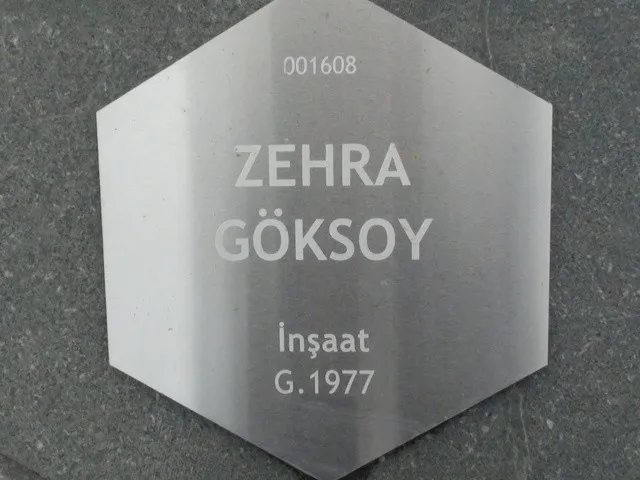 001608
ZEHRA
GÖKSOY
İnşaat
G.1977